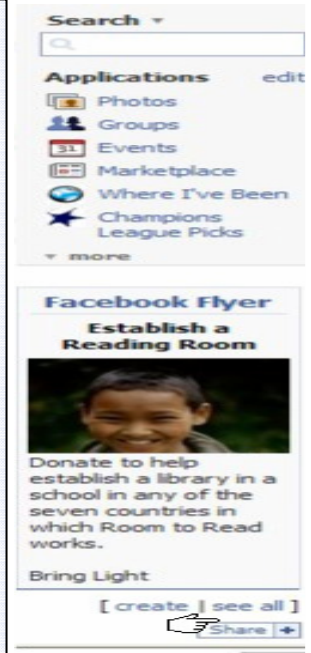 Search
Applications edit
Photos
Groups
31 Events
Marketplace
Where I've Been
Champions
League Picks
more
Facebook Flyer
Establish a
Reading Room
Donate to help
establish a library in a
school in any of the
seven countries in
which Room to Read
works.
Bring Light
[ create | see all ]
Share +